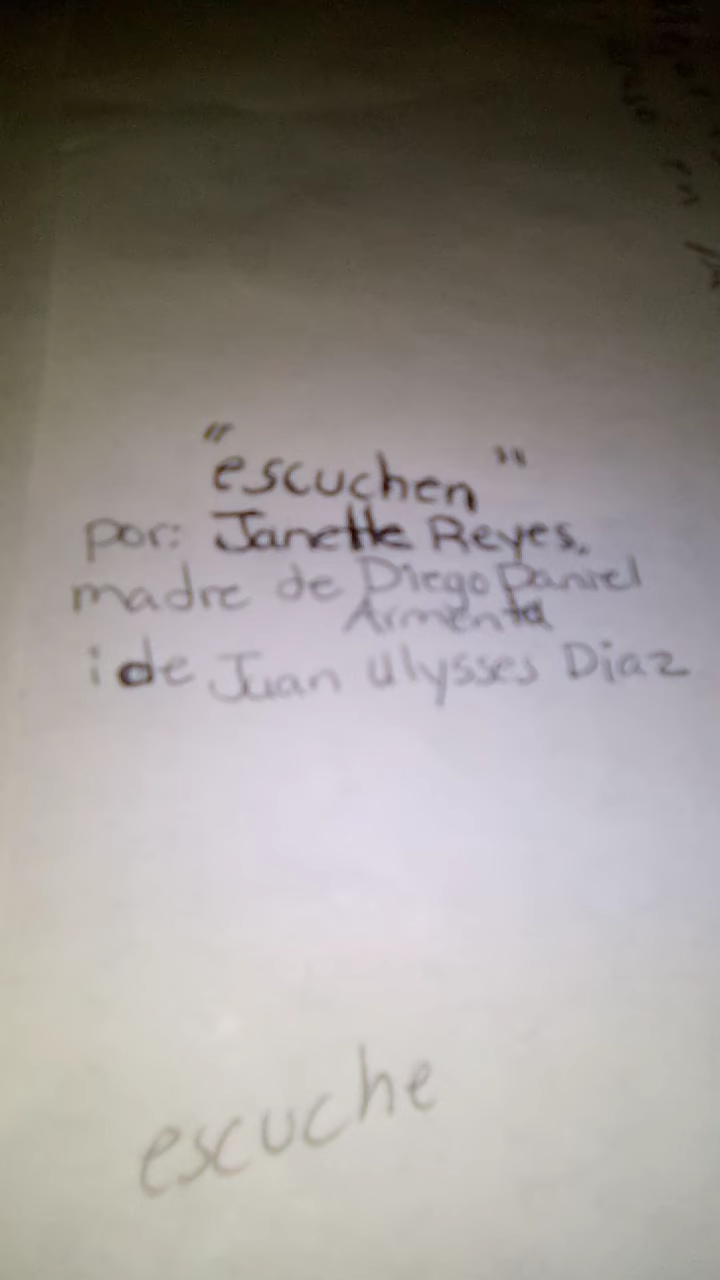 "escuchen"
por: Janette Reyes.
madre de Diego Daniel
Armenta
i de Juan Ulysses Diaz
escuche